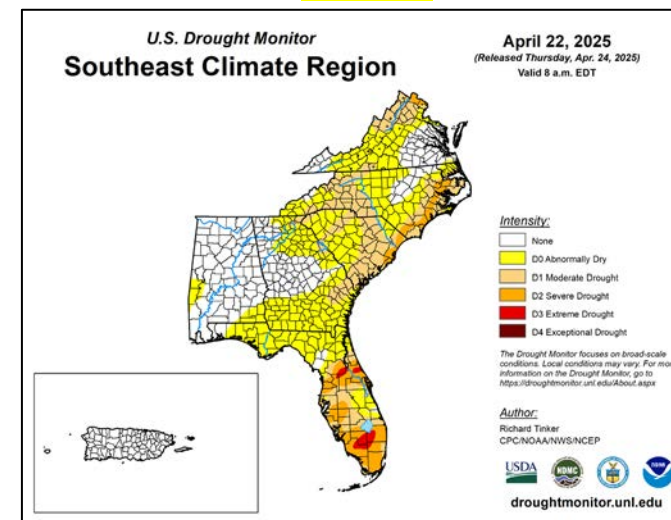 U.S. Drought Monitor
Southeast Climate Region
April 22, 2025
(Released Thursday, Apr. 24, 2025)
Valid 8 a.m. EDT
Intensity:
None
D0 Abnormally Dry
D1 Moderate Drought
D2 Severe Drought
D3 Extreme Drought
D4 Exceptional Drought
The Drought Monitor focuses on broad-scale
conditions. Local conditions may vary. For mor
information on the Drought Monitor, go to
https://droughtmonitor.unl.edu/About.aspx
Author:
Richard Tinker
CPC/NOAA/NWS/NCEP
USDA
NDMC
droughtmonitor.unl.edu